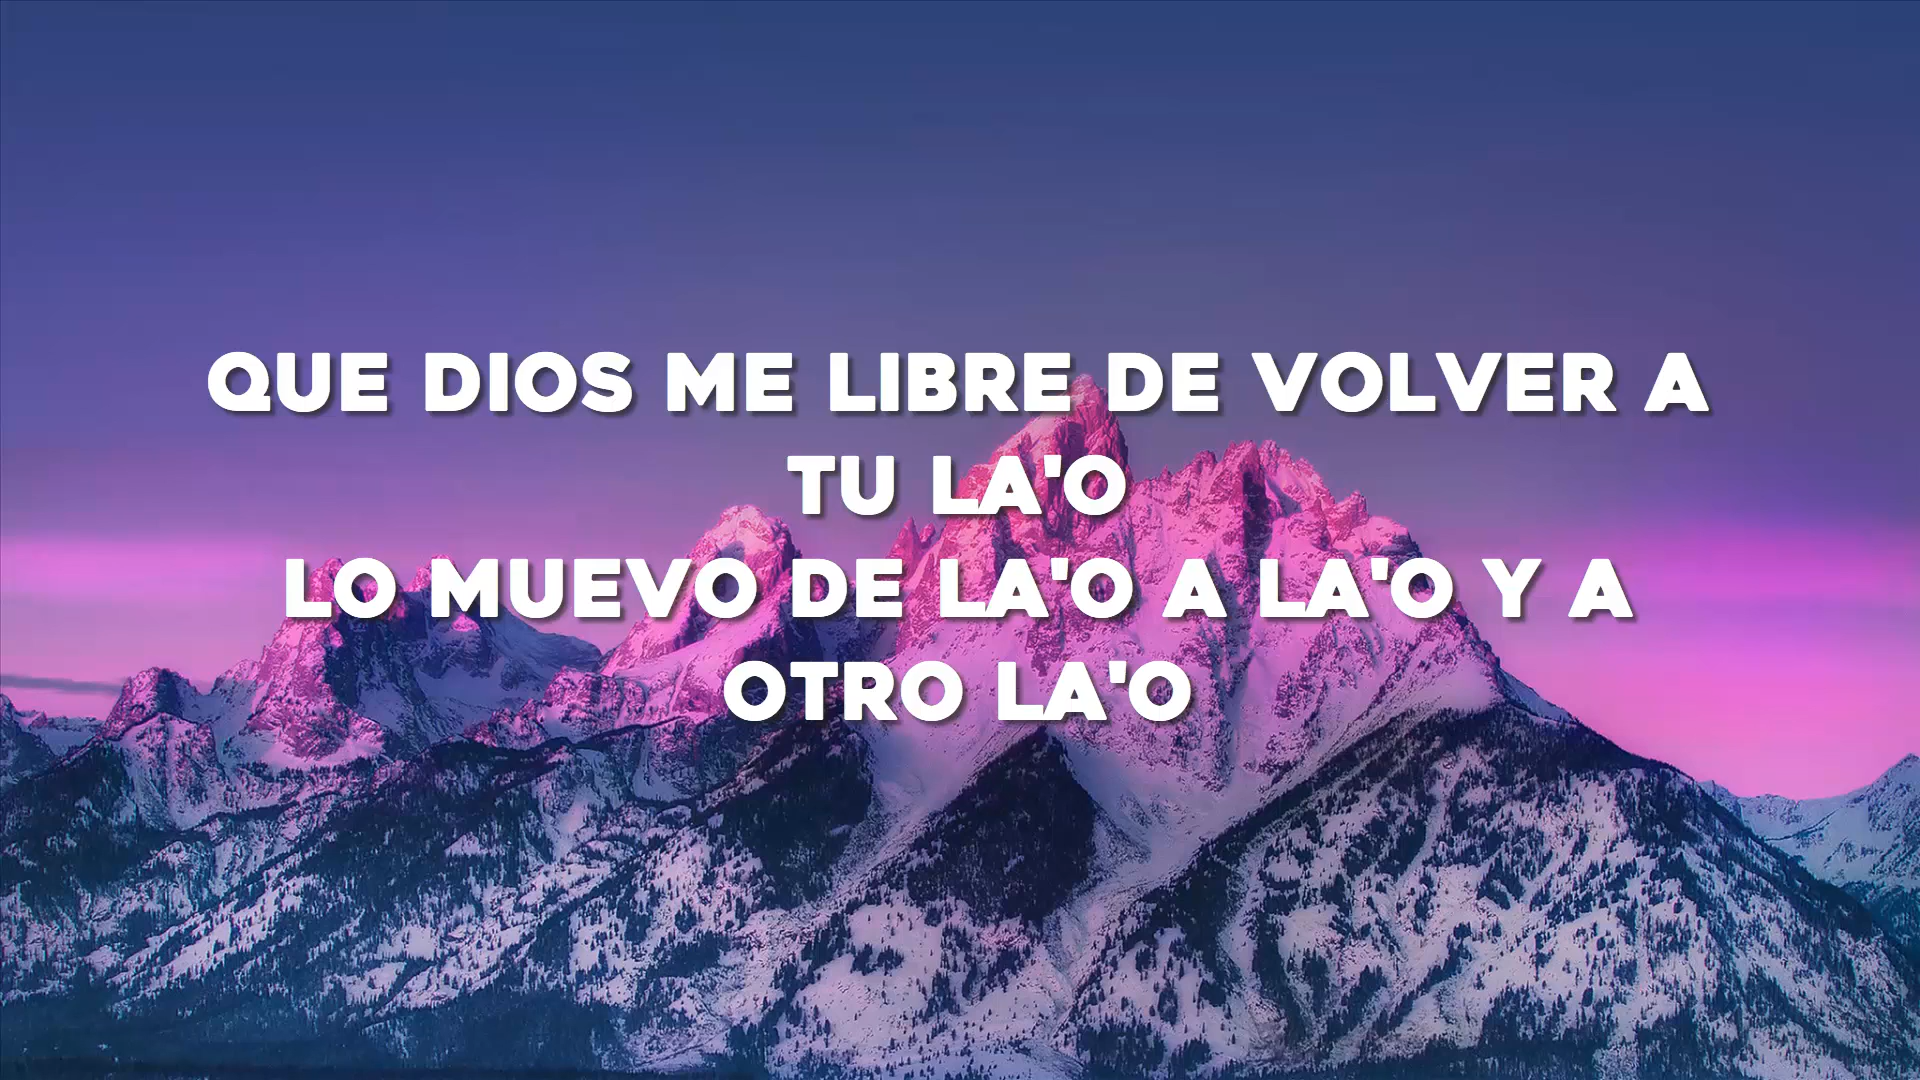 QUE DIOS ME LIBRE DE VOLVER A
TU LA'O
LO MUEVO DE LA'O A LA'O Y A
OTRO LA'O